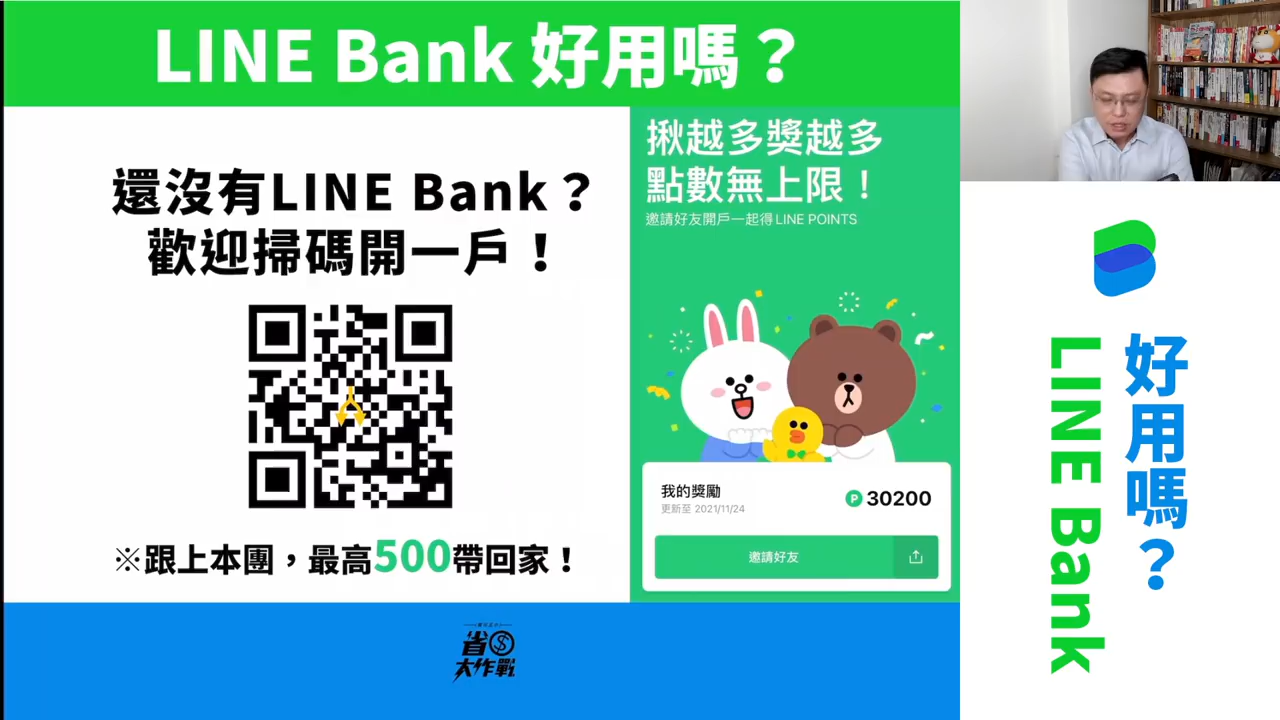 LINE Bank 好用嗎？
還沒有LINE Bank？
歡迎掃碼開一戶！
※跟上本團，最高500帶回家！
揪越多獎越多
點數無上限！
邀請好友開戶一起得LINE POINTS
我的獎勵
更新至 2021/11/24
P 30200
邀請好友
省
大作戰
好用嗎？
LINE Bank